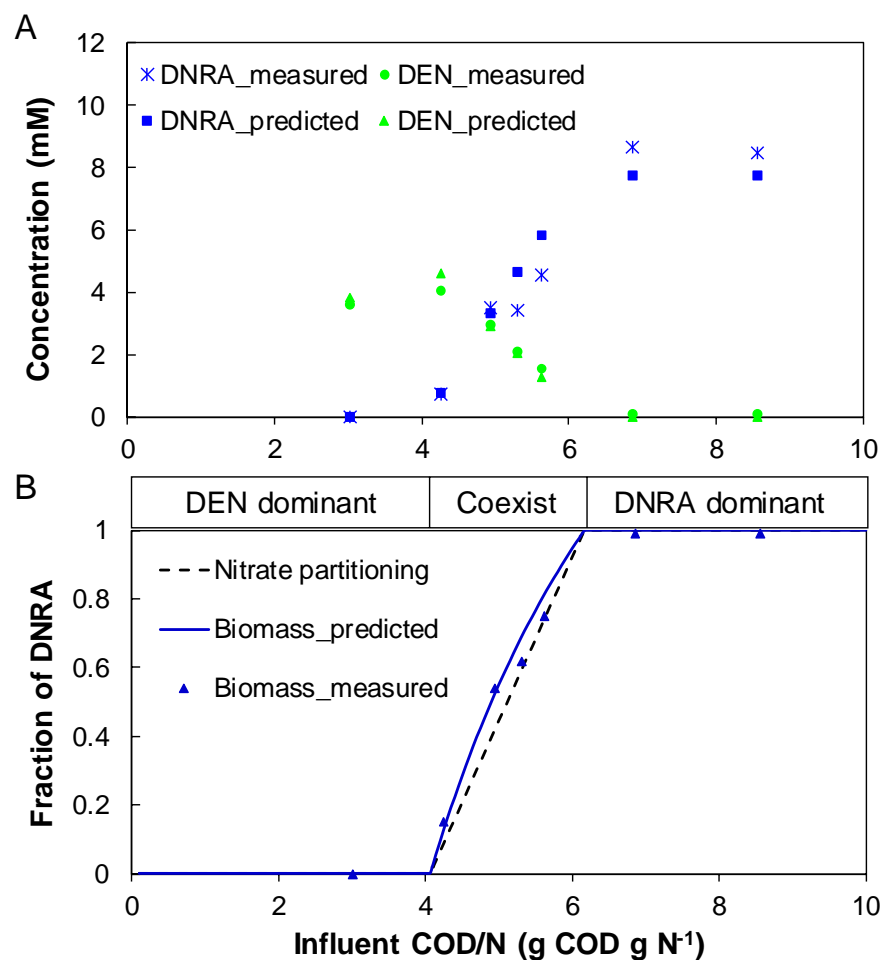 A
12
10
8
6
4
2
0
Concentration (mM)
DNRA_measured DEN_measured
DNRA_predicted DEN_predicted
0 2 4 6 8 10
B
DEN dominant Coexist DNRA dominant
1
0.8
0.6
0.4
0.2
0
Fraction of DNRA
Nitrate partitioning
Biomass_predicted
Biomass_measured
0 2 4 6 8 10
Influent COD/N (g COD g N⁻¹)